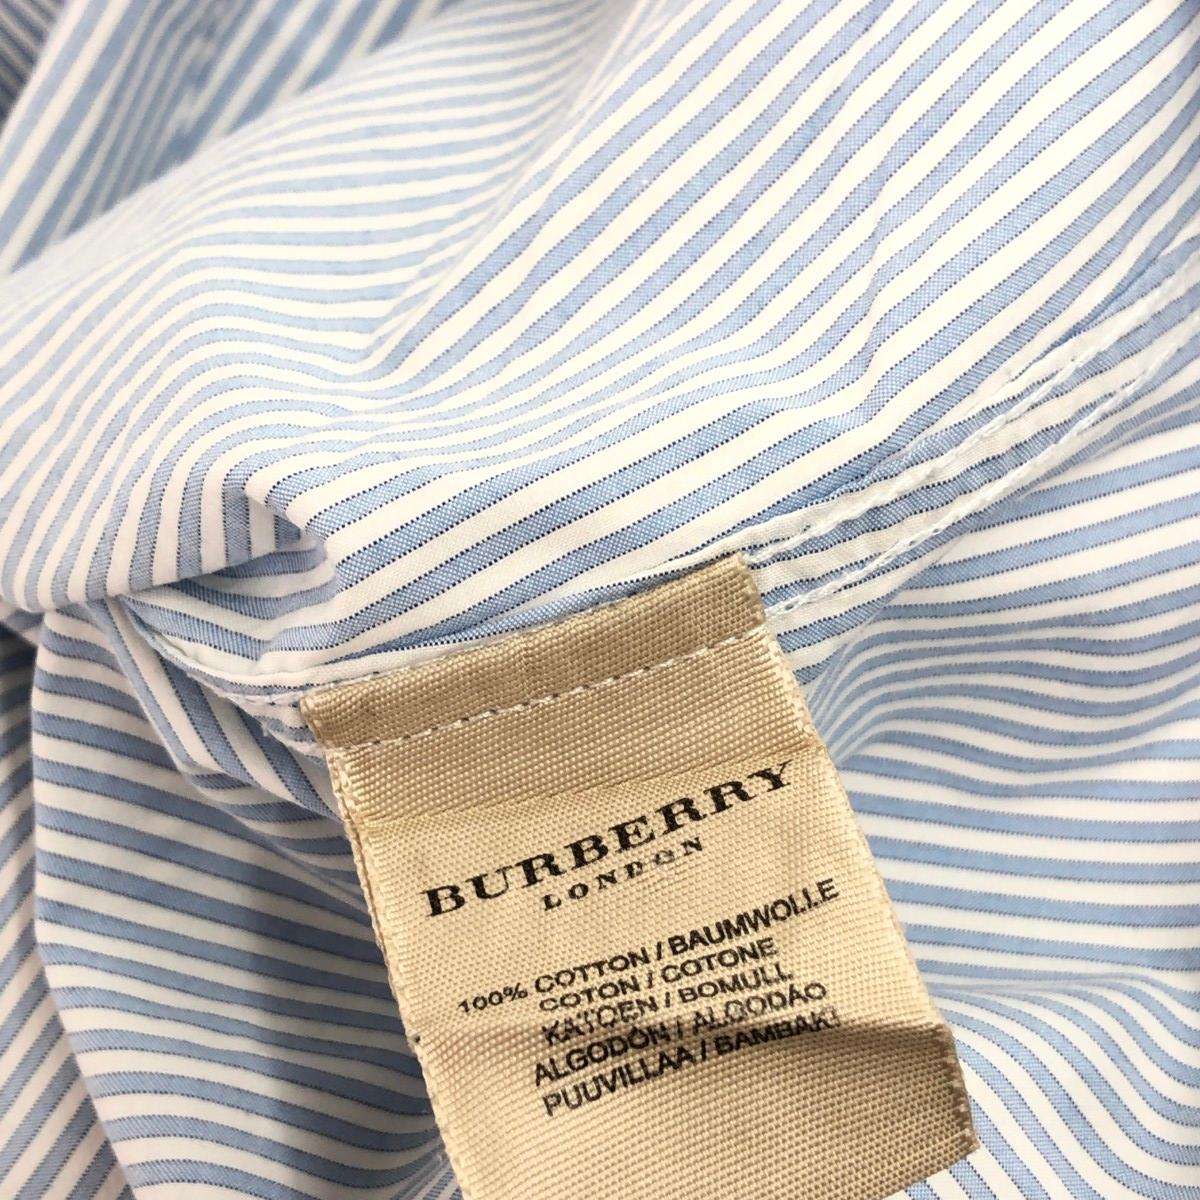 BURBERRY
LONDON
100% COTTON / BAUMWOLLE
COTON / COTONE
KATOEN / BOMULL
ALGODÓN / ALGODÃO
PUUVILLAA / BAMBAKI